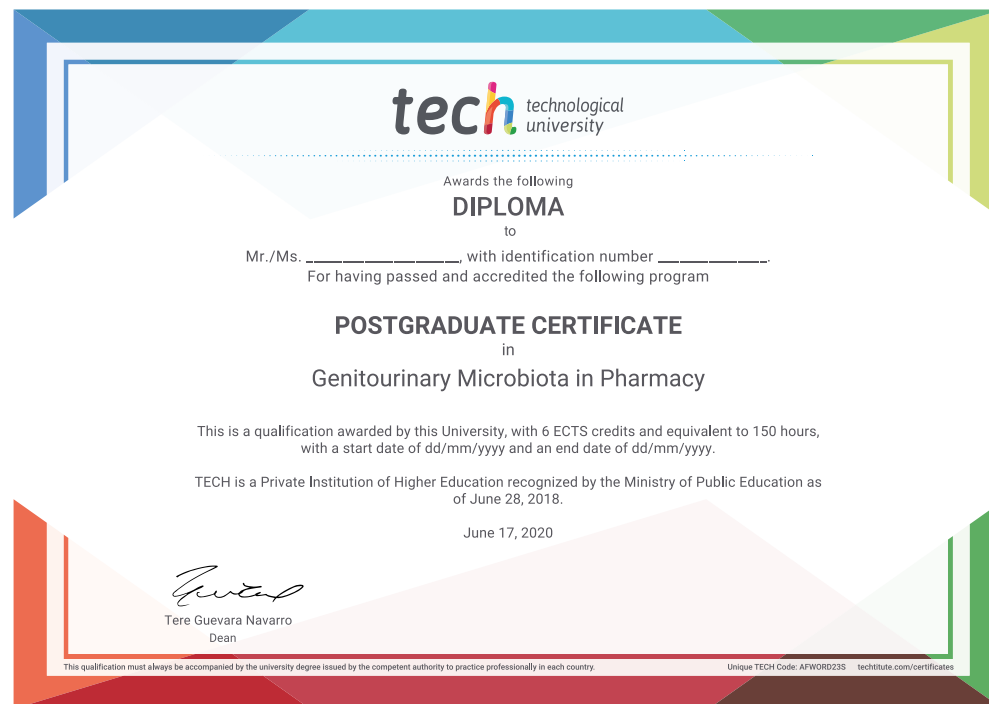 tech technological
university
Awards the following
DIPLOMA
to
Mr./Ms. _____________________, with identification number _______________.
For having passed and accredited the following program
POSTGRADUATE CERTIFICATE
in
Genitourinary Microbiota in Pharmacy
This is a qualification awarded by this University, with 6 ECTS credits and equivalent to 150 hours,
with a start date of dd/mm/yyyy and an end date of dd/mm/yyyy.
TECH is a Private Institution of Higher Education recognized by the Ministry of Public Education as
of June 28, 2018.
June 17, 2020
Tere Guevara Navarro
Dean
This qualification must always be accompanied by the university degree issued by the competent authority to practice professionally in each country.
Unique TECH Code: AFWORD23S techtitute.com/certificates